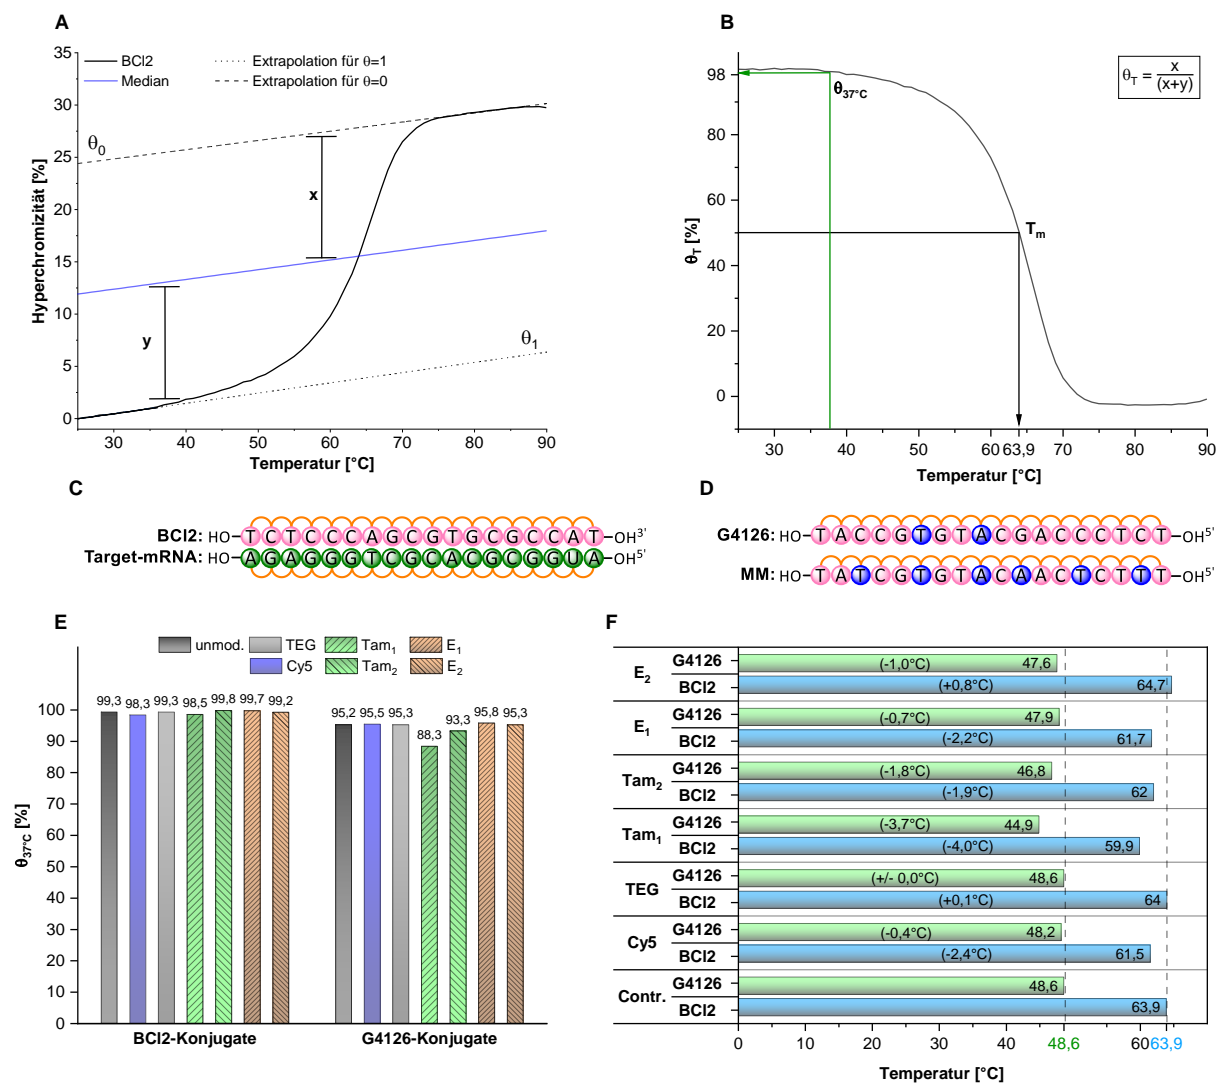 A
35
30
25
20
15
10
5
0
30 40 50 60 70 80 90
Hyperchromizität [%]
Temperatur [°C]
BCl2
Median
Extrapolation für θ=1
Extrapolation für θ=0
θ0
θ1
x
y
B
98
80
60
40
20
0
30 40 50 60 63,9 70 80 90
θT [%]
Temperatur [°C]
θT = x
(x+y)
θ37°C
Tm
C
BCl2: HO- T C T C C C A G C G T G C G C C A T -OH3'
Target-mRNA: HO- A G A G G G T C G C A C G C G G U A -OH5'
D
G4126: HO- T A C C G T G T A C G A C C C T C T -OH5'
MM: HO- T A T C G T G T A C A A C T C T T T -OH5'
E
unmod. TEG Tam1 E1
Cy5 Tam2 E2
100
90
80
70
60
50
40
30
20
10
0
θ37°C [%]
99,3 98,3 99,3 98,5 99,8 99,7 99,2
95,2 95,5 95,3 88,3 93,3 95,8 95,3
BCl2-Konjugate G4126-Konjugate
F
E2
G4126 (-1,0°C) 47,6
BCl2 (+0,8°C) 64,7
E1
G4126 (-0,7°C) 47,9
BCl2 (-2,2°C) 61,7
Tam2
G4126 (-1,8°C) 46,8
BCl2 (-1,9°C) 62
Tam1
G4126 (-3,7°C) 44,9
BCl2 (-4,0°C) 59,9
TEG
G4126 (+/- 0,0°C) 48,6
BCl2 (+0,1°C) 64
Cy5
G4126 (-0,4°C) 48,2
BCl2 (-2,4°C) 61,5
Contr.
G4126 48,6
BCl2 63,9
0 10 20 30 40 48,6 60 63,9
Temperatur [°C]